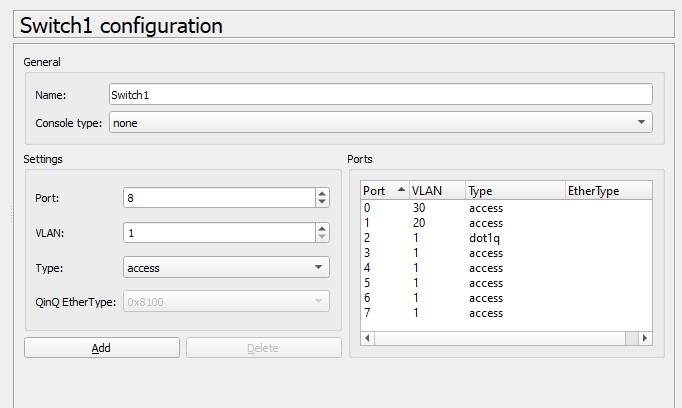 Switch1 configuration
General
Name: Switch1
Console type: none
Settings
Port: 8
VLAN: 1
Type: access
QinQ EtherType: 0x8100
Add Delete
Ports
Port VLAN Type EtherType
0 30 access
1 20 access
2 1 dot1q
3 1 access
4 1 access
5 1 access
6 1 access
7 1 access